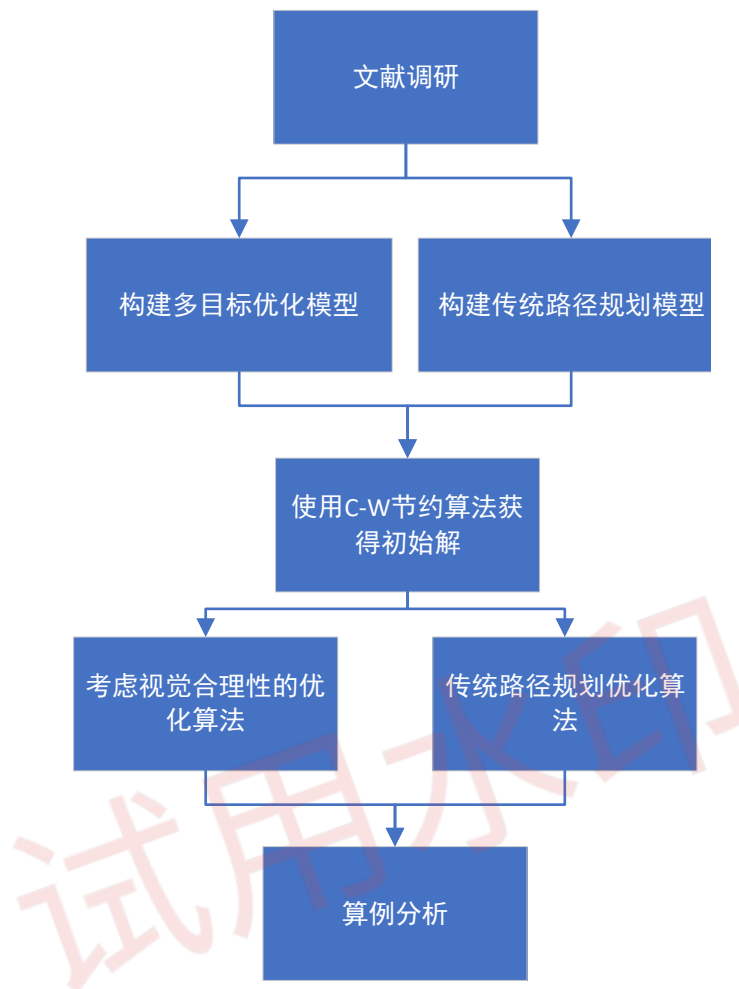 文献调研
构建多目标优化模型
构建传统路径规划模型
使用C-W节约算法获
得初始解
考虑视觉合理性的优
化算法
传统路径规划优化算
法
算例分析
试用水印